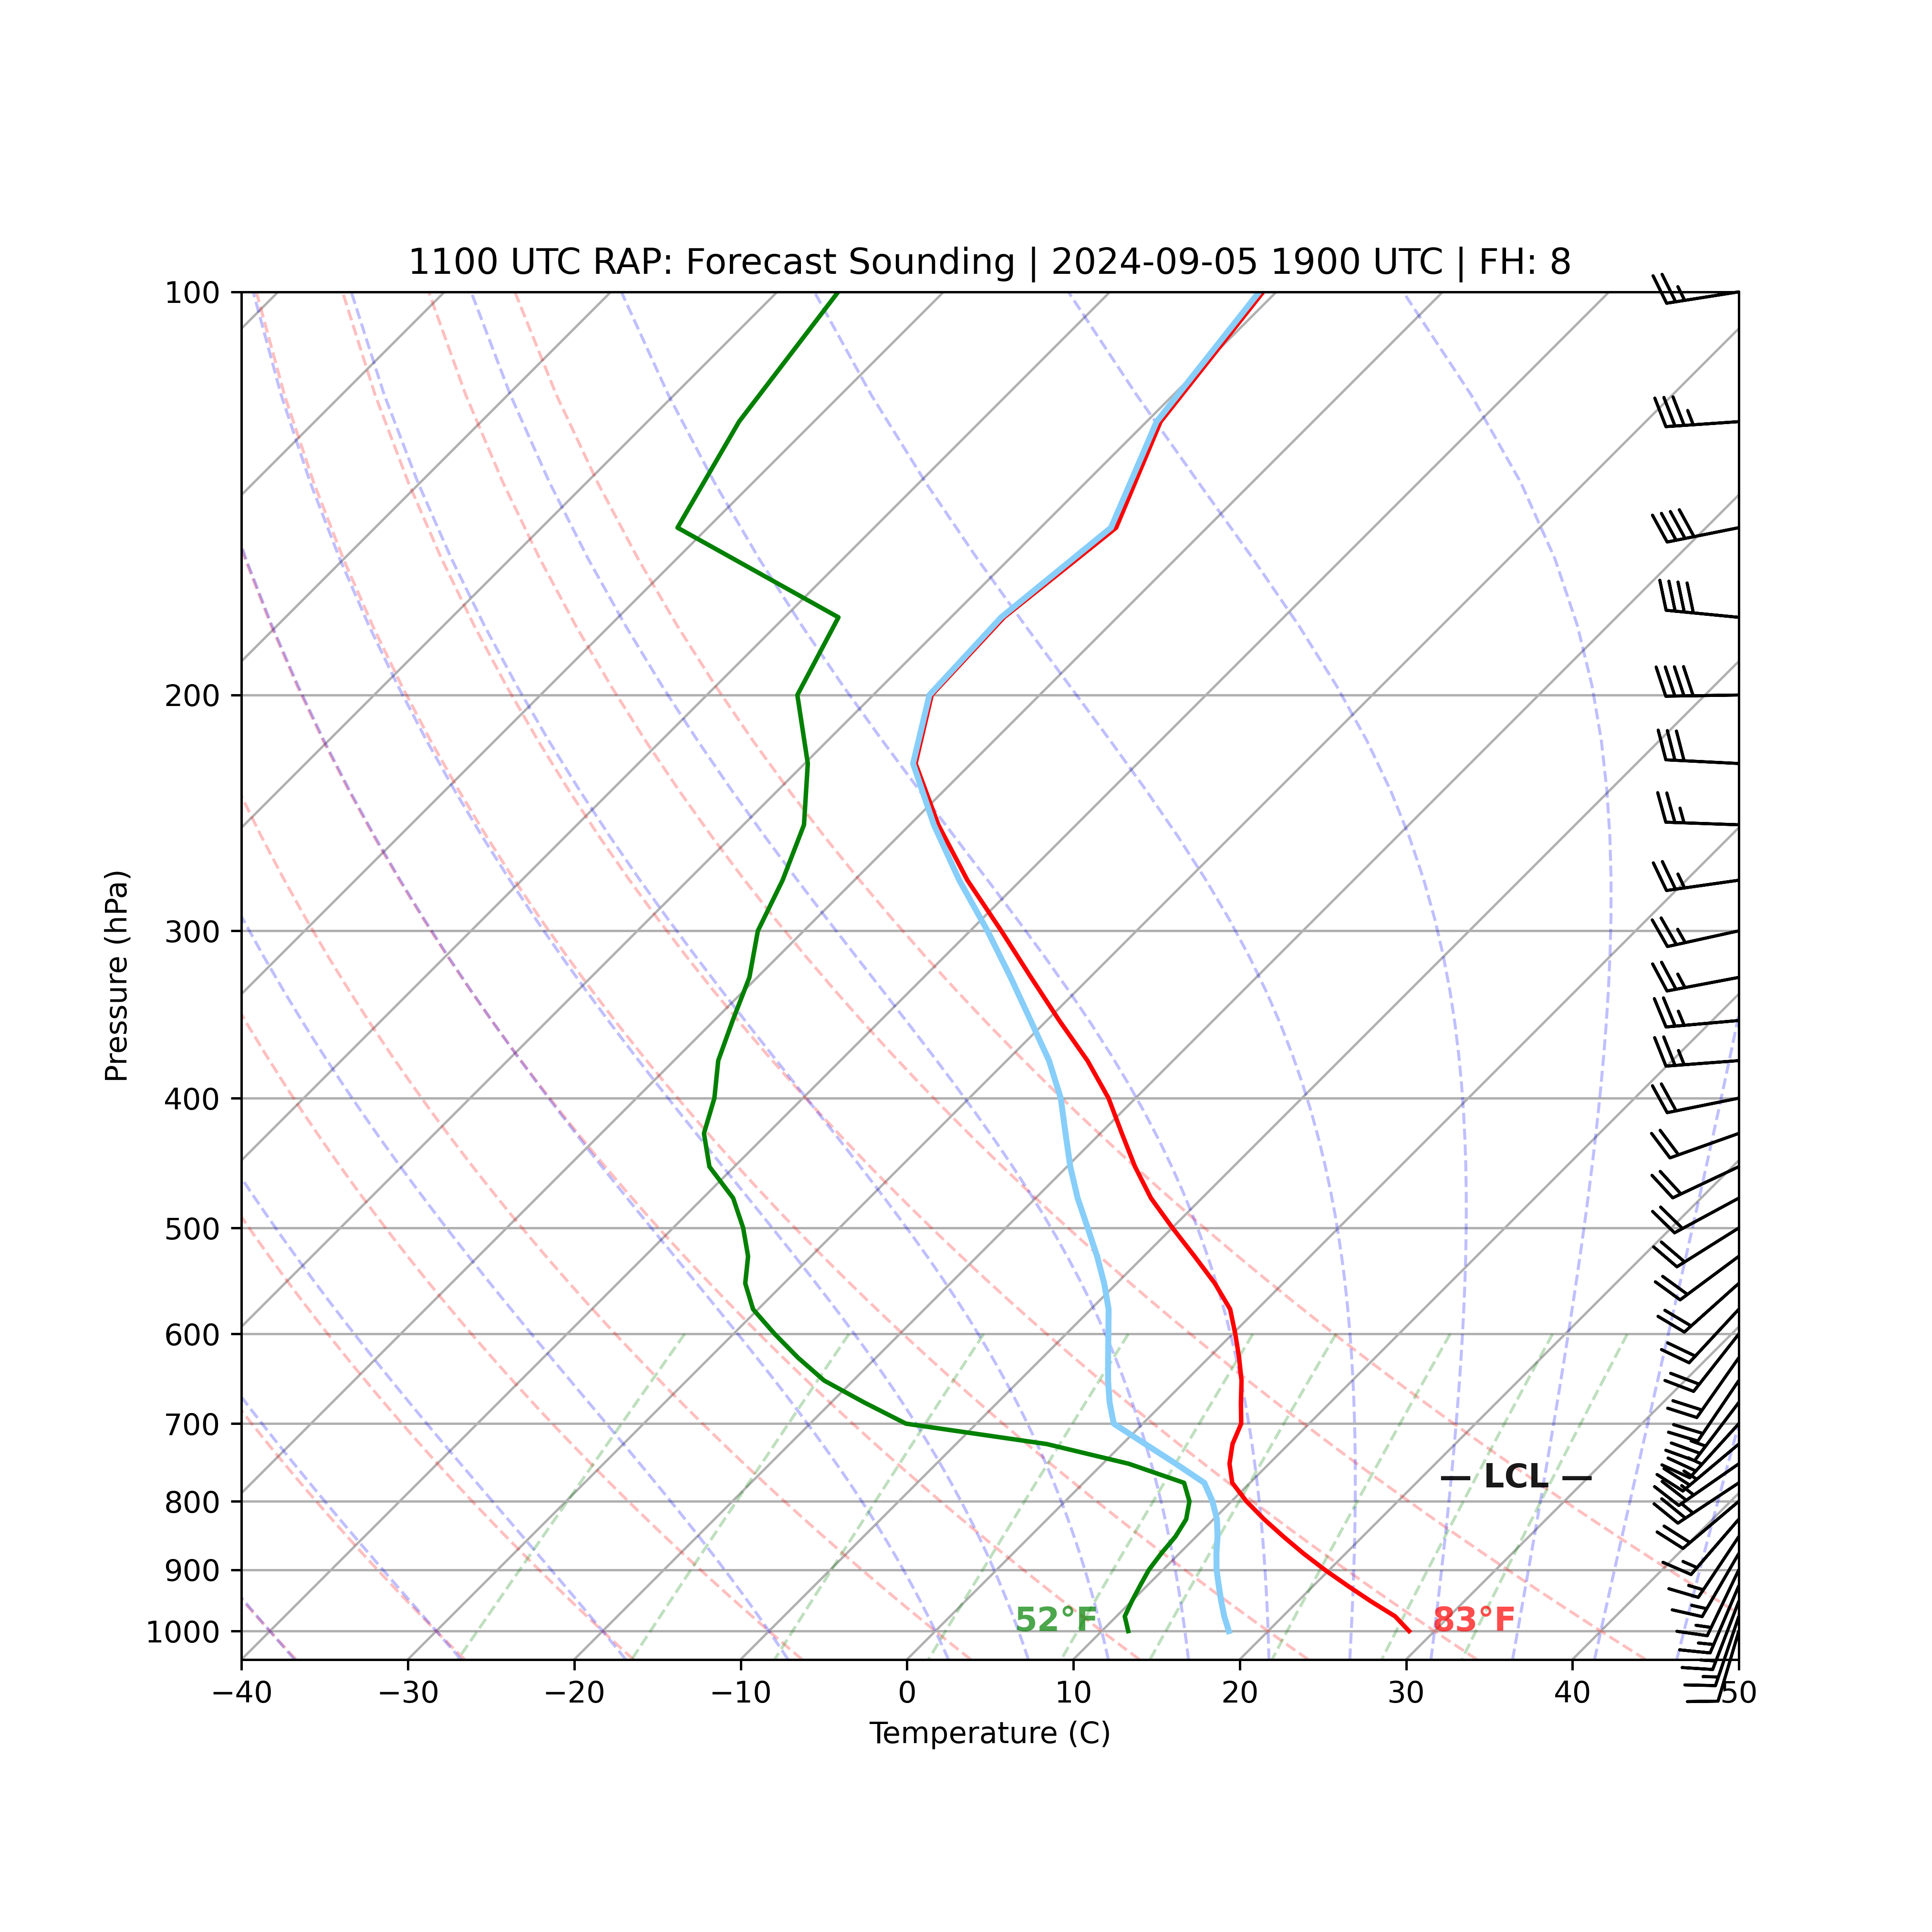 1100 UTC RAP: Forecast Sounding | 2024-09-05 1900 UTC | FH: 8
100
200
300
400
500
600
700
800
900
1000
Pressure (hPa)
— LCL —
52°F
83°F
−40 −30 −20 −10 0 10 20 30 40 50
Temperature (C)